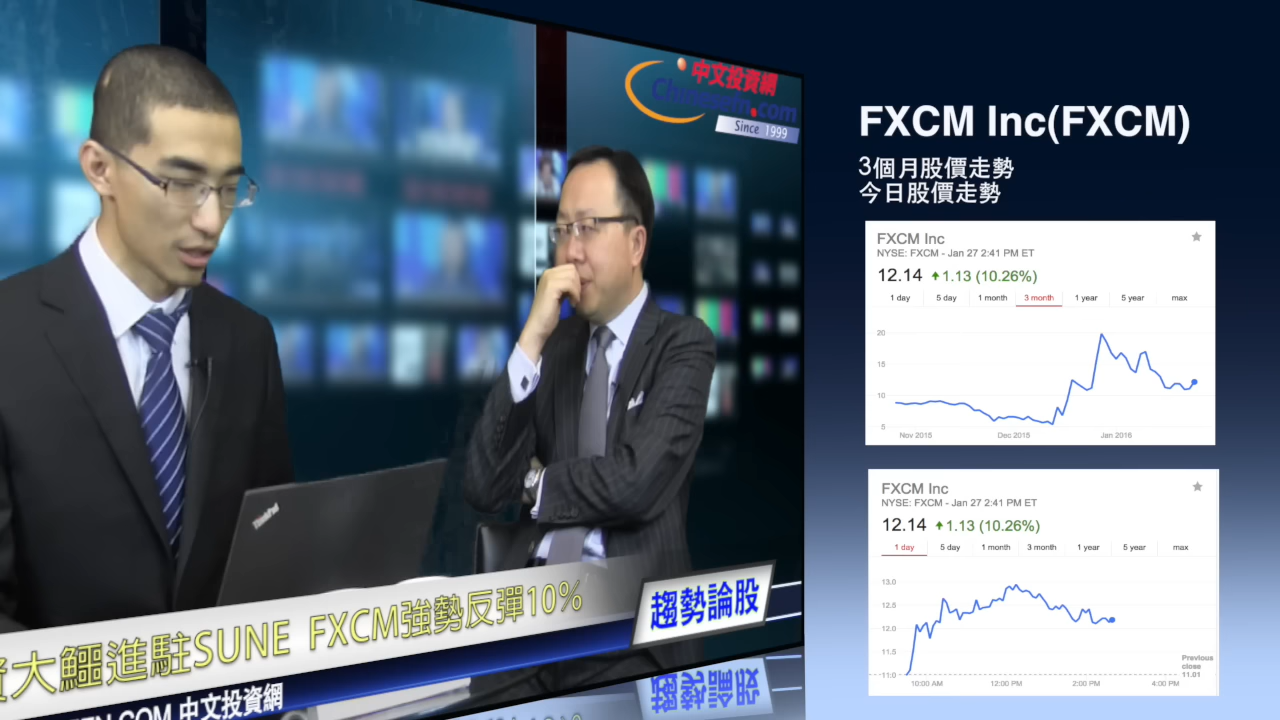 中文投資網
Chinesefn.com
Since 1999
ThinkPad
大鱷進駐SUNE FXCM強勢反彈10%
趨勢論股
.COM 中文投資網
FXCM Inc(FXCM)
3個月股價走勢
今日股價走勢
FXCM Inc
NYSE: FXCM - Jan 27 2:41 PM ET
12.14 1.13 (10.26%)
1 day 5 day 1 month 3 month 1 year 5 year max
20
15
10
5
Nov 2015 Dec 2015 Jan 2016
FXCM Inc
NYSE: FXCM - Jan 27 2:41 PM ET
12.14 1.13 (10.26%)
1 day 5 day 1 month 3 month 1 year 5 year max
13.0
12.5
12.0
11.5
11.0
Previous
close
11.01
10:00 AM 12:00 PM 2:00 PM 4:00 PM